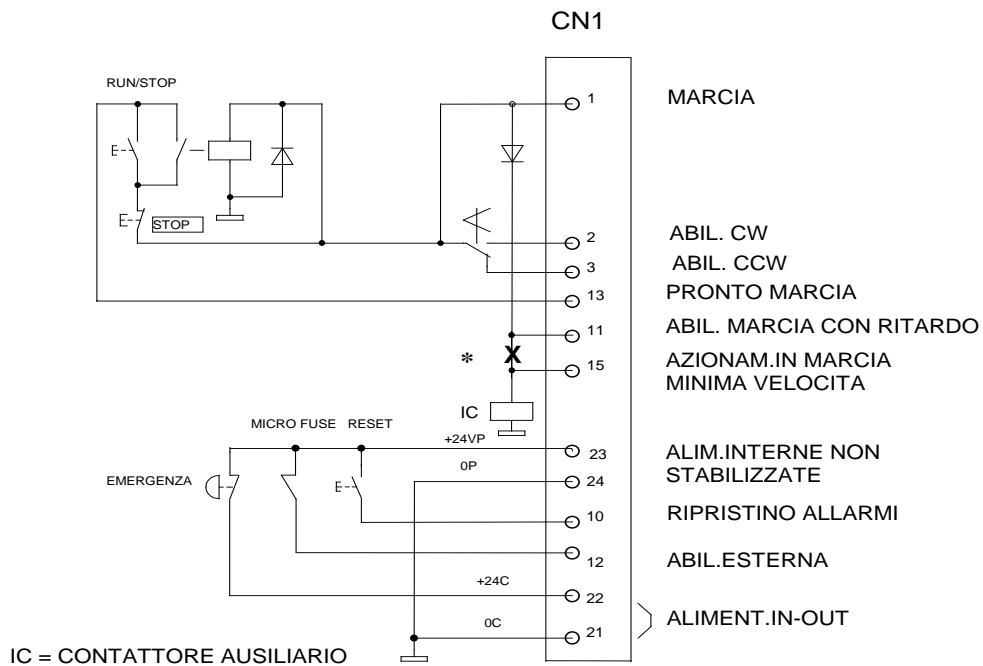 CN1
RUN/STOP
1
MARCIA
STOP
2
ABIL. CW
3
ABIL. CCW
13
PRONTO MARCIA
11
ABIL. MARCIA CON RITARDO
*
X
15
AZIONAM.IN MARCIA
MINIMA VELOCITA
IC
MICRO FUSE
RESET
+24VP
23
ALIM.INTERNE NON
STABILIZZATE
0P
24
EMERGENZA
10
RIPRISTINO ALLARMI
12
ABIL.ESTERNA
+24C
22
ALIMENT.IN-OUT
0C
21
IC = CONTATTORE AUSILIARIO